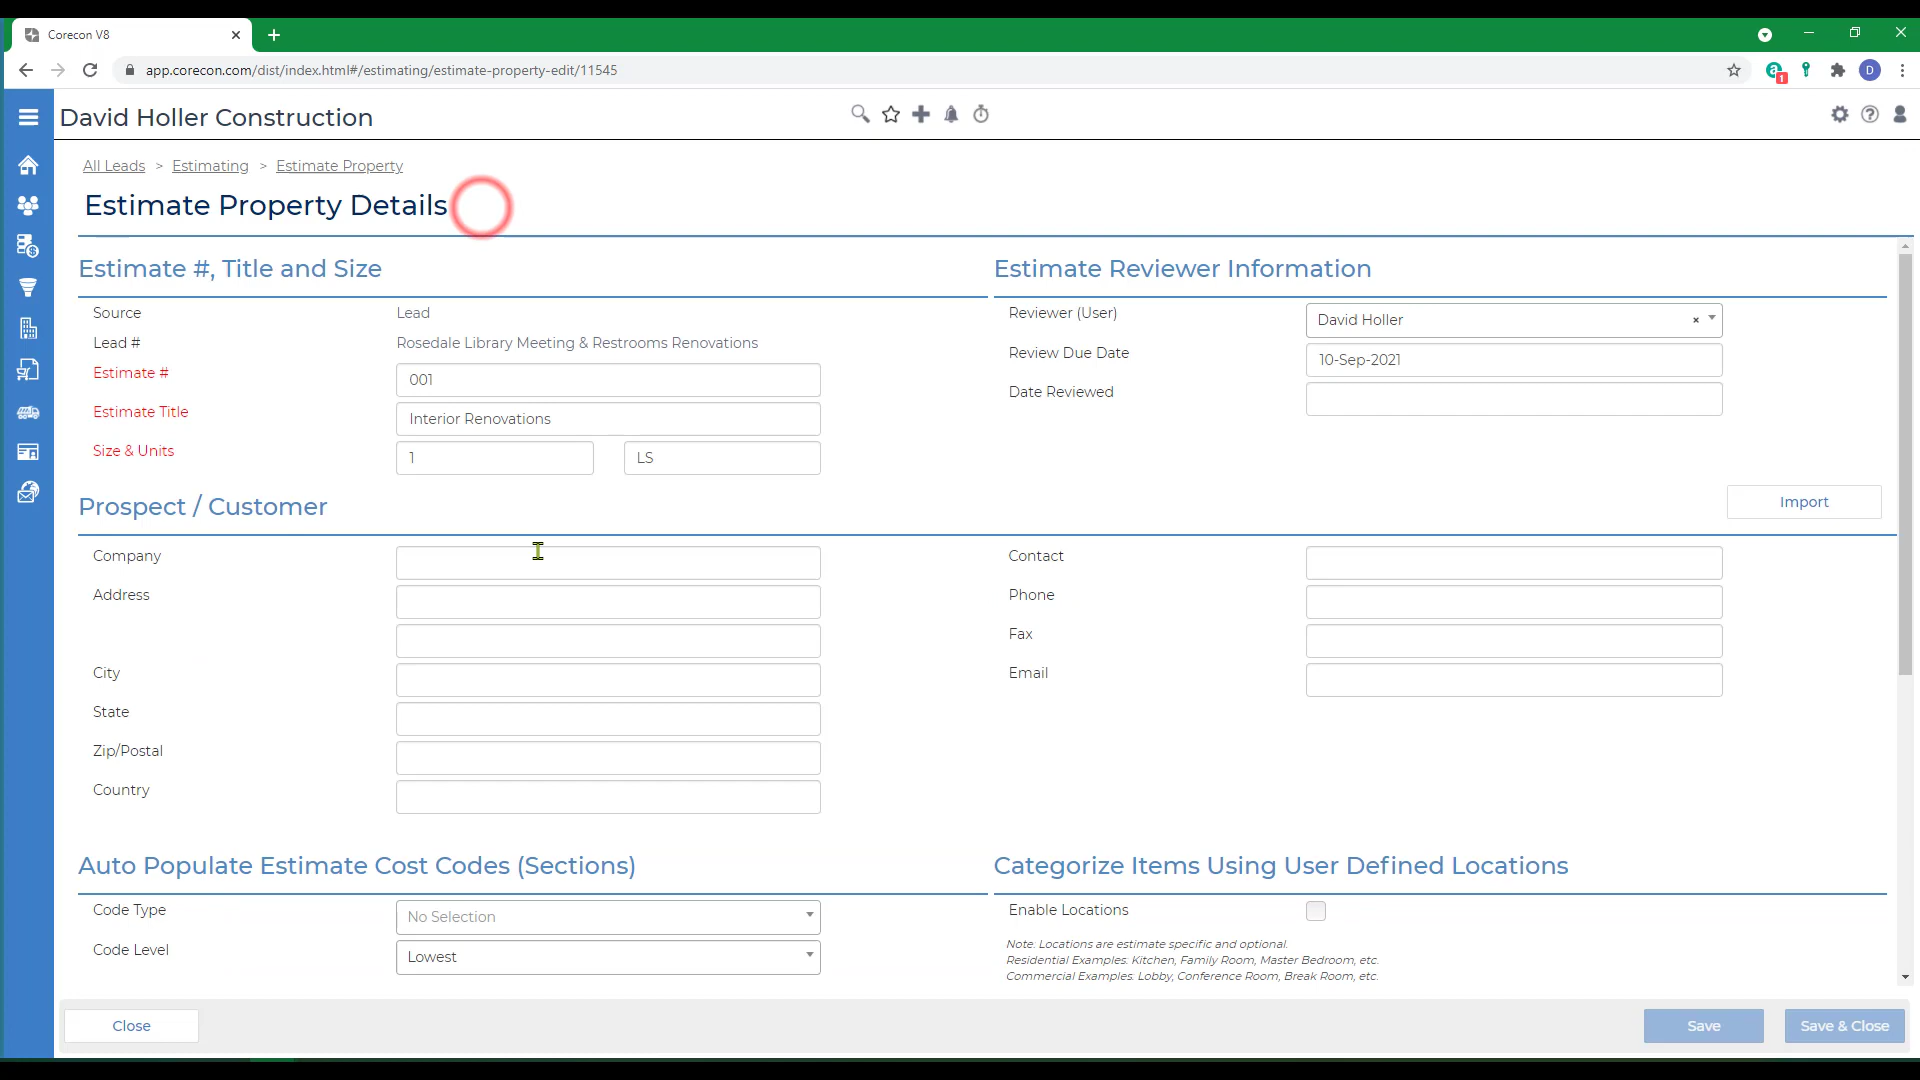 Corecon V8
app.corecon.com/dist/index.html#/estimating/estimate-property-edit/11545
a 1 D
David Holler Construction
All Leads > Estimating > Estimate Property
Estimate Property Details
Estimate #, Title and Size
Source Lead
Lead # Rosedale Library Meeting & Restrooms Renovations
Estimate # 001
Estimate Title Interior Renovations
Size & Units 1 LS
Estimate Reviewer Information
Reviewer (User) David Holler
Review Due Date 10-Sep-2021
Date Reviewed
Prospect / Customer
Import
Company
Address
City
State
Zip/Postal
Country
Contact
Phone
Fax
Email
Auto Populate Estimate Cost Codes (Sections)
Code Type No Selection
Code Level Lowest
Categorize Items Using User Defined Locations
Enable Locations
Note. Locations are estimate specific and optional.
Residential Examples. Kitchen, Family Room, Master Bedroom, etc.
Commercial Examples. Lobby, Conference Room, Break Room, etc.
Close
Save
Save & Close